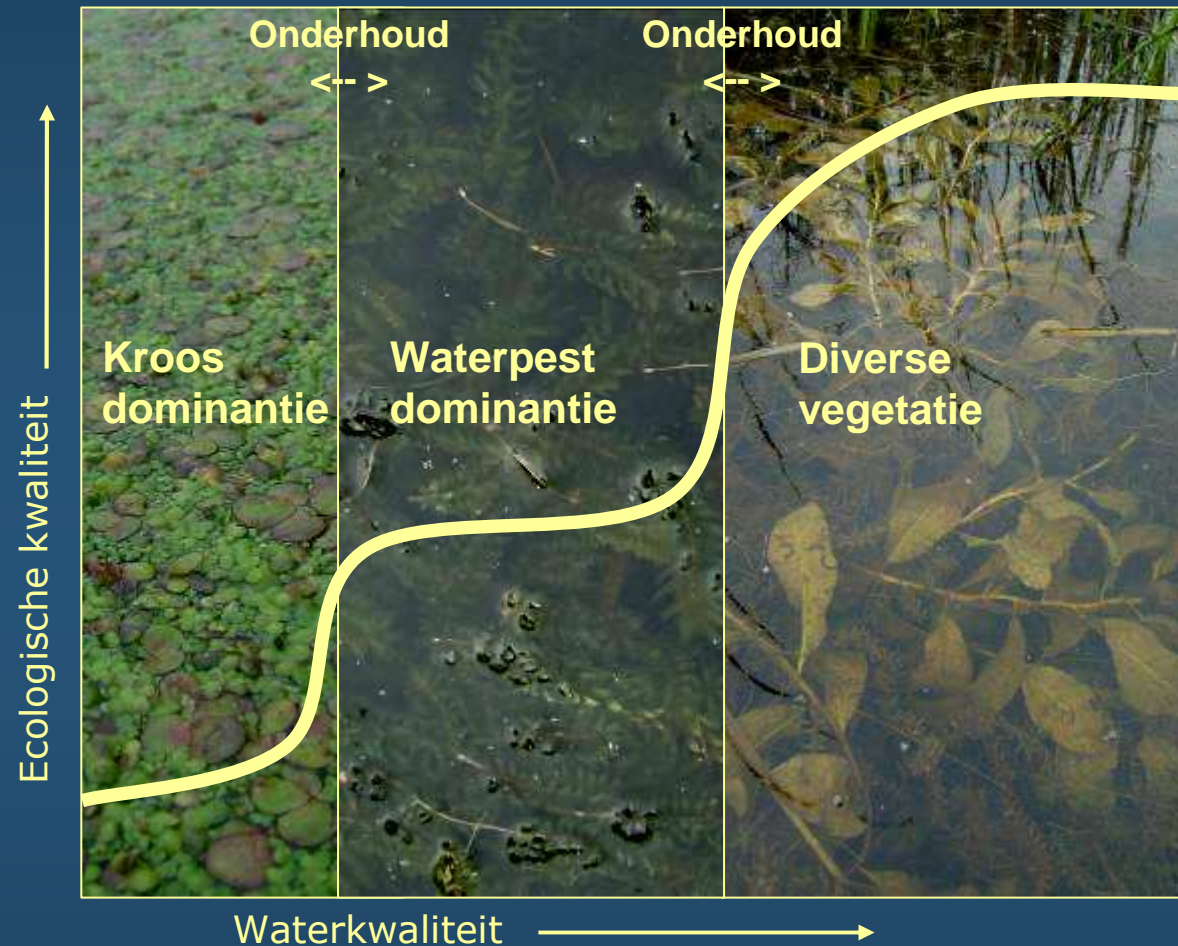 Onderhoud
<-- >
Onderhoud
<-- >
Kroos
dominantie
Waterpest
dominantie
Diverse
vegetatie
Ecologische kwaliteit
Waterkwaliteit